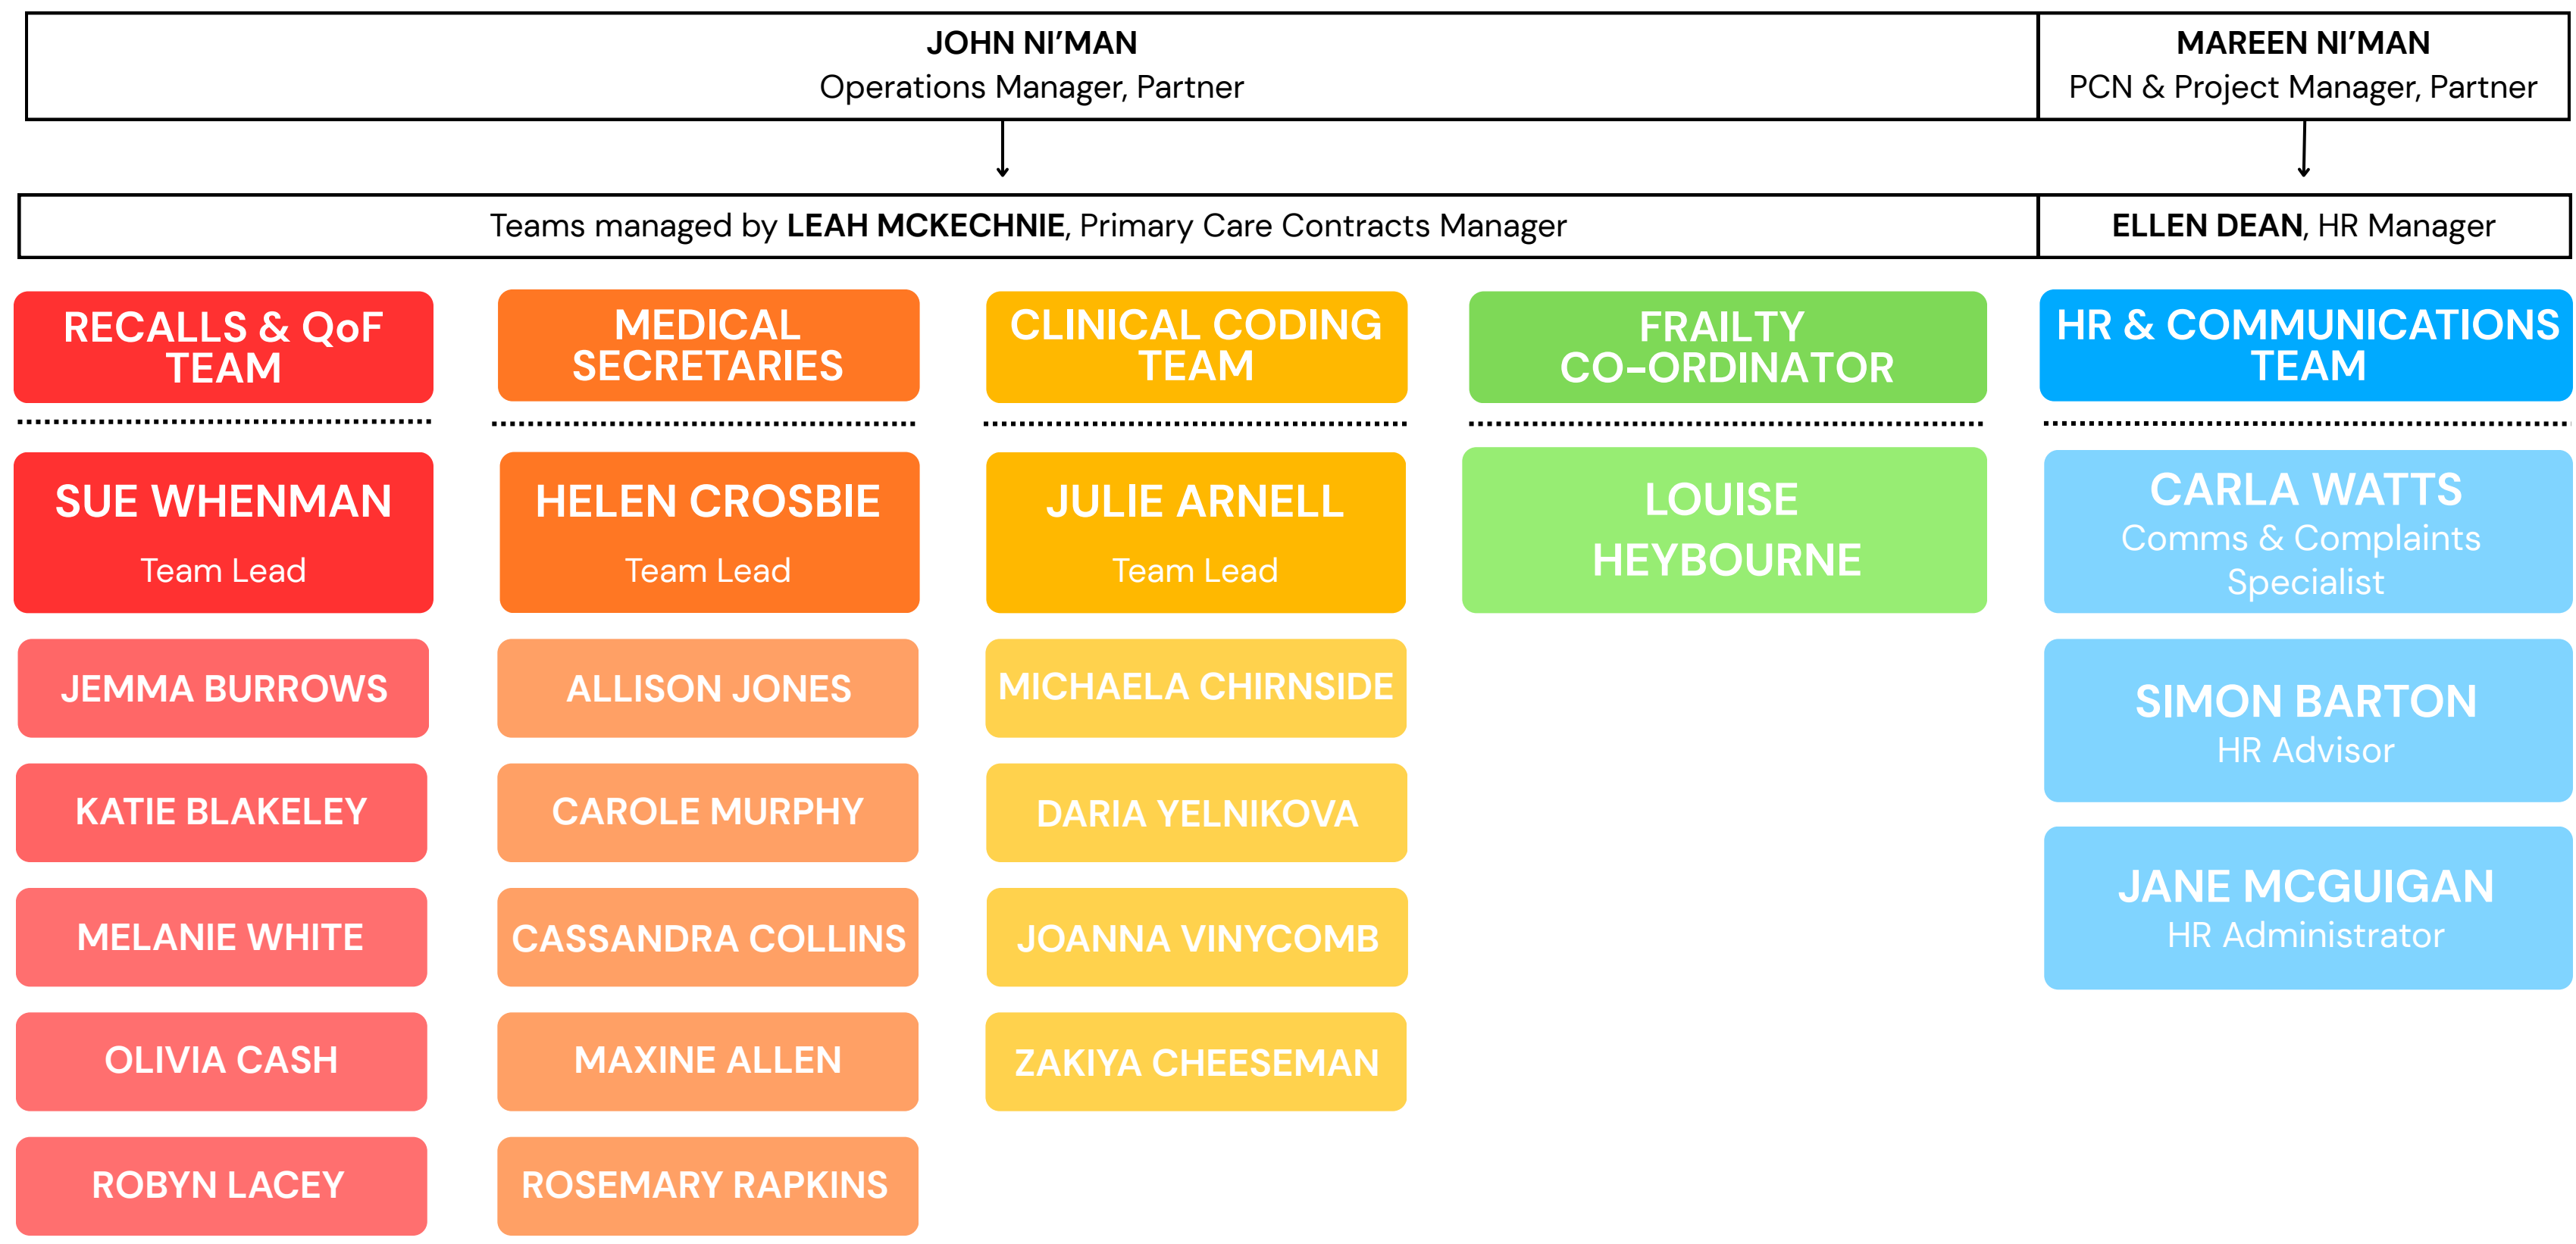 JOHN NI'MAN
Operations Manager, Partner
MAREEN NI'MAN
PCN & Project Manager, Partner
Teams managed by LEAH MCKECHNIE, Primary Care Contracts Manager
ELLEN DEAN, HR Manager
RECALLS & QoF
TEAM
SUE WHENMAN
Team Lead
JEMMA BURROWS
KATIE BLAKELEY
MELANIE WHITE
OLIVIA CASH
ROBYN LACEY
MEDICAL
SECRETARIES
HELEN CROSBIE
Team Lead
ALLISON JONES
CAROLE MURPHY
CASSANDRA COLLINS
MAXINE ALLEN
ROSEMARY RAPKINS
CLINICAL CODING
TEAM
JULIE ARNELL
Team Lead
MICHAELA CHIRNSIDE
DARIA YELNIKOVA
JOANNA VINYCOMB
ZAKIYA CHEESEMAN
FRAILTY
CO-ORDINATOR
LOUISE
HEYBOURNE
HR & COMMUNICATIONS
TEAM
CARLA WATTS
Comms & Complaints
Specialist
SIMON BARTON
HR Advisor
JANE MCGUIGAN
HR Administrator